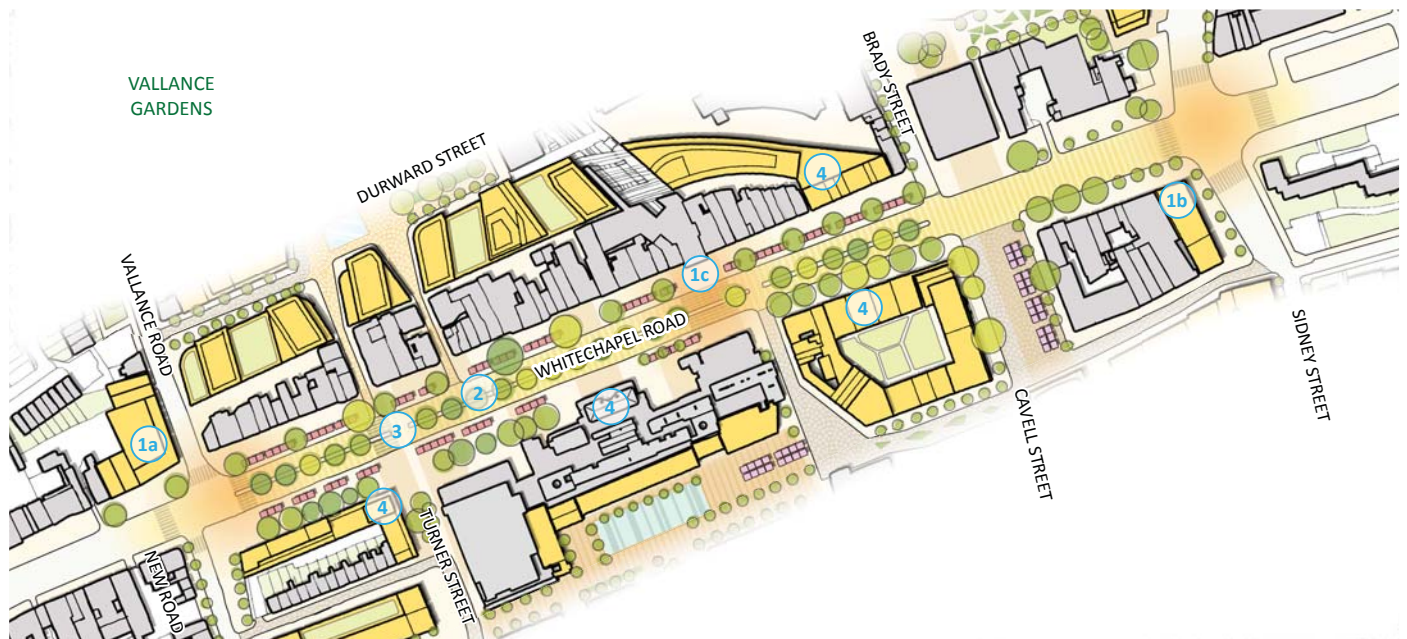 VALLANCE
GARDENS
BRADY STREET
DURWARD STREET
4
1b
VALLANCE ROAD
1c
4
WHITECHAPEL ROAD
SIDNEY STREET
2
4
3
1a
CAVELL STREET
4
TURNER STREET
NEW ROAD